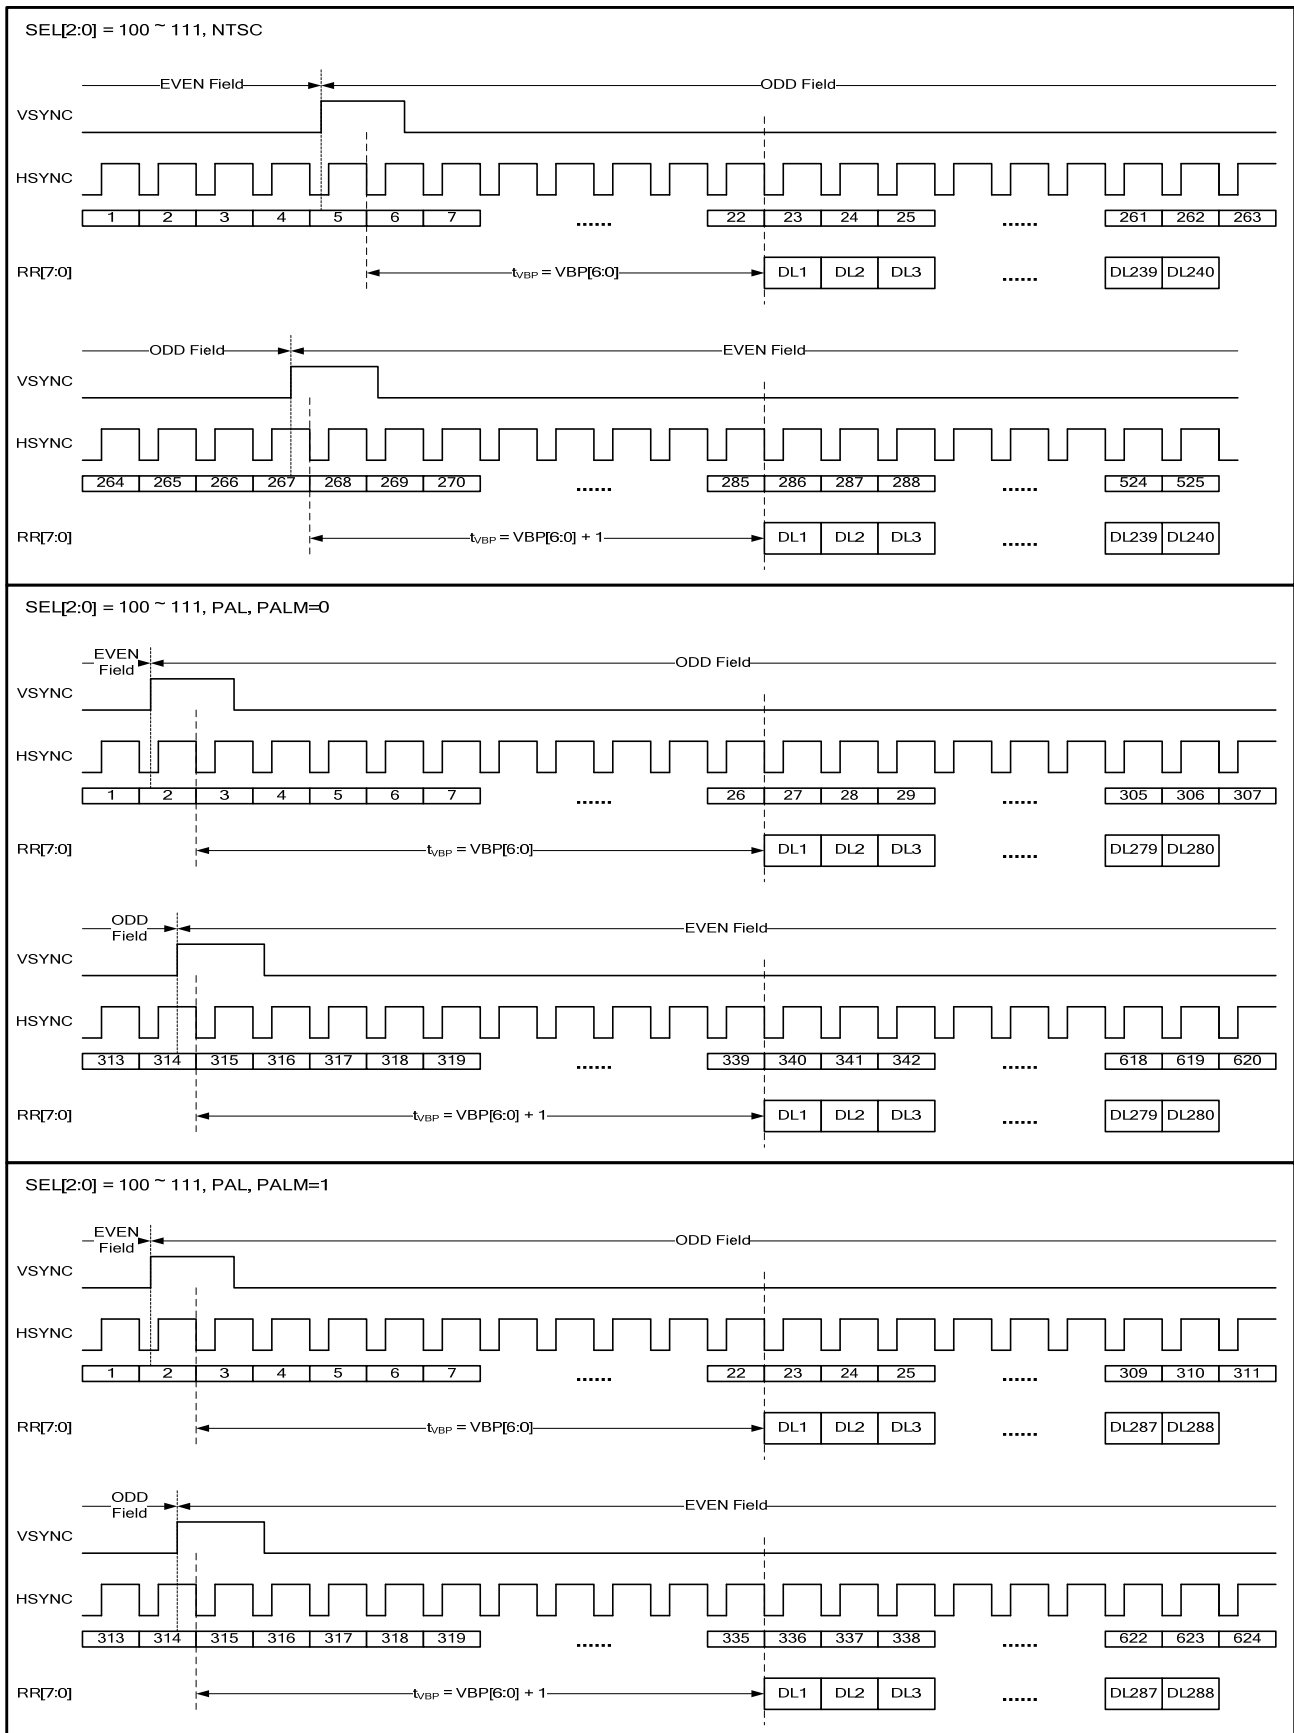 SEL[2:0] = 100 ~ 111, NTSC
EVEN Field ODD Field
VSYNC
HSYNC
1 2 3 4 5 6 7 ...... 22 23 24 25 ...... 261 262 263
RR[7:0] tVBP = VBP[6:0] DL1 DL2 DL3 ...... DL239 DL240
ODD Field EVEN Field
VSYNC
HSYNC
264 265 266 267 268 269 270 ...... 285 286 287 288 ...... 524 525
RR[7:0] tVBP = VBP[6:0] + 1 DL1 DL2 DL3 ...... DL239 DL240
SEL[2:0] = 100 ~ 111, PAL, PALM=0
EVEN
Field ODD Field
VSYNC
HSYNC
1 2 3 4 5 6 7 ...... 26 27 28 29 ...... 305 306 307
RR[7:0] tVBP = VBP[6:0] DL1 DL2 DL3 ...... DL279 DL280
ODD
Field EVEN Field
VSYNC
HSYNC
313 314 315 316 317 318 319 ...... 339 340 341 342 ...... 618 619 620
RR[7:0] tVBP = VBP[6:0] + 1 DL1 DL2 DL3 ...... DL279 DL280
SEL[2:0] = 100 ~ 111, PAL, PALM=1
EVEN
Field ODD Field
VSYNC
HSYNC
1 2 3 4 5 6 7 ...... 22 23 24 25 ...... 309 310 311
RR[7:0] tVBP = VBP[6:0] DL1 DL2 DL3 ...... DL287 DL288
ODD
Field EVEN Field
VSYNC
HSYNC
313 314 315 316 317 318 319 ...... 335 336 337 338 ...... 622 623 624
RR[7:0] tVBP = VBP[6:0] + 1 DL1 DL2 DL3 ...... DL287 DL288